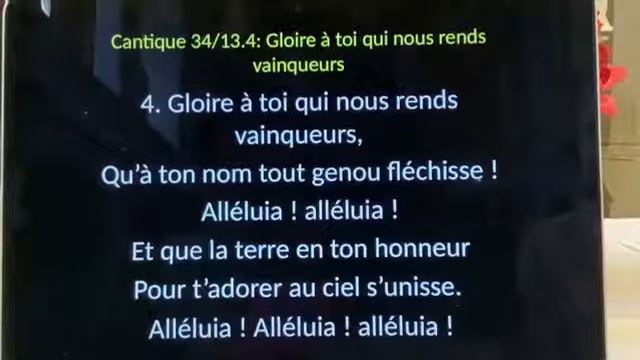 Cantique 34/13.4: Gloire à toi qui nous rends
vainqueurs
4. Gloire à toi qui nous rends
vainqueurs,
Qu’à ton nom tout genou fléchisse !
Alléluia ! alléluia !
Et que la terre en ton honneur
Pour t’adorer au ciel s’unisse.
Alléluia ! Alléluia ! alléluia !